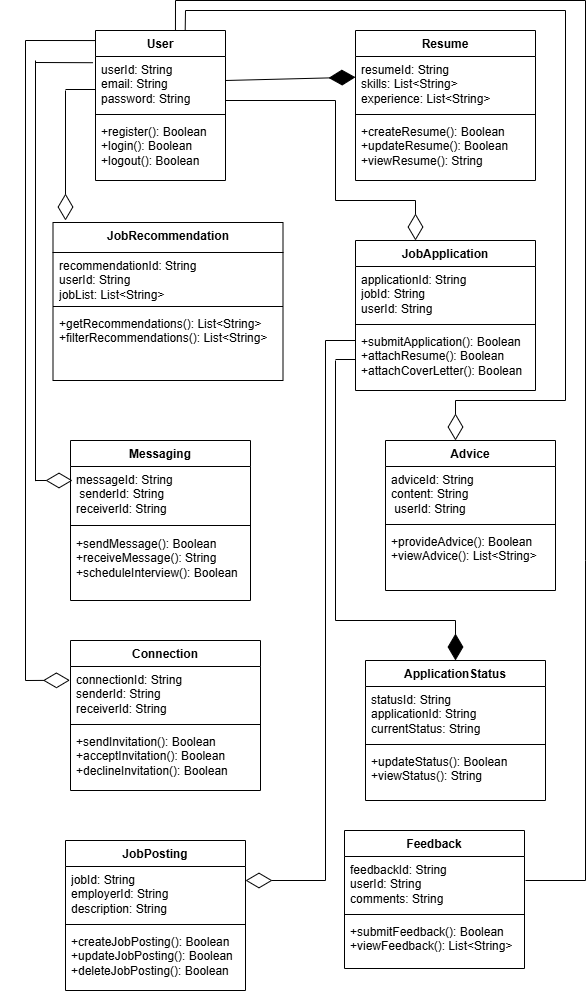 User
userId: String
email: String
password: String
+register(): Boolean
+login(): Boolean
+logout(): Boolean
Resume
resumeId: String
skills: List<String>
experience: List<String>
+createResume(): Boolean
+updateResume(): Boolean
+viewResume(): String
JobRecommendation
recommendationId: String
userId: String
jobList: List<String>
+getRecommendations(): List<String>
+filterRecommendations(): List<String>
JobApplication
applicationId: String
jobId: String
userId: String
+submitApplication(): Boolean
+attachResume(): Boolean
+attachCoverLetter(): Boolean
Messaging
messageId: String
senderId: String
receiverId: String
+sendMessage(): Boolean
+receiveMessage(): String
+scheduleInterview(): Boolean
Advice
adviceId: String
content: String
userId: String
+provideAdvice(): Boolean
+viewAdvice(): List<String>
Connection
connectionId: String
senderId: String
receiverId: String
+sendInvitation(): Boolean
+acceptInvitation(): Boolean
+declineInvitation(): Boolean
ApplicationStatus
statusId: String
applicationId: String
currentStatus: String
+updateStatus(): Boolean
+viewStatus(): String
JobPosting
jobId: String
employerId: String
description: String
+createJobPosting(): Boolean
+updateJobPosting(): Boolean
+deleteJobPosting(): Boolean
Feedback
feedbackId: String
userId: String
comments: String
+submitFeedback(): Boolean
+viewFeedback(): List<String>